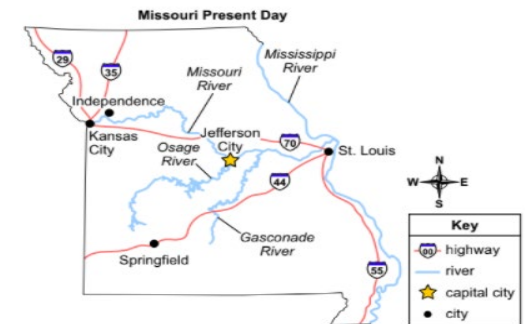 Missouri Present Day
29
35
Mississippi
River
Missouri
River
Independence
Kansas
City
Osage
River
Jefferson
City
70
St. Louis
44
N
W
E
S
Gasconade
River
Springfield
55
Key
00 highway
river
capital city
city